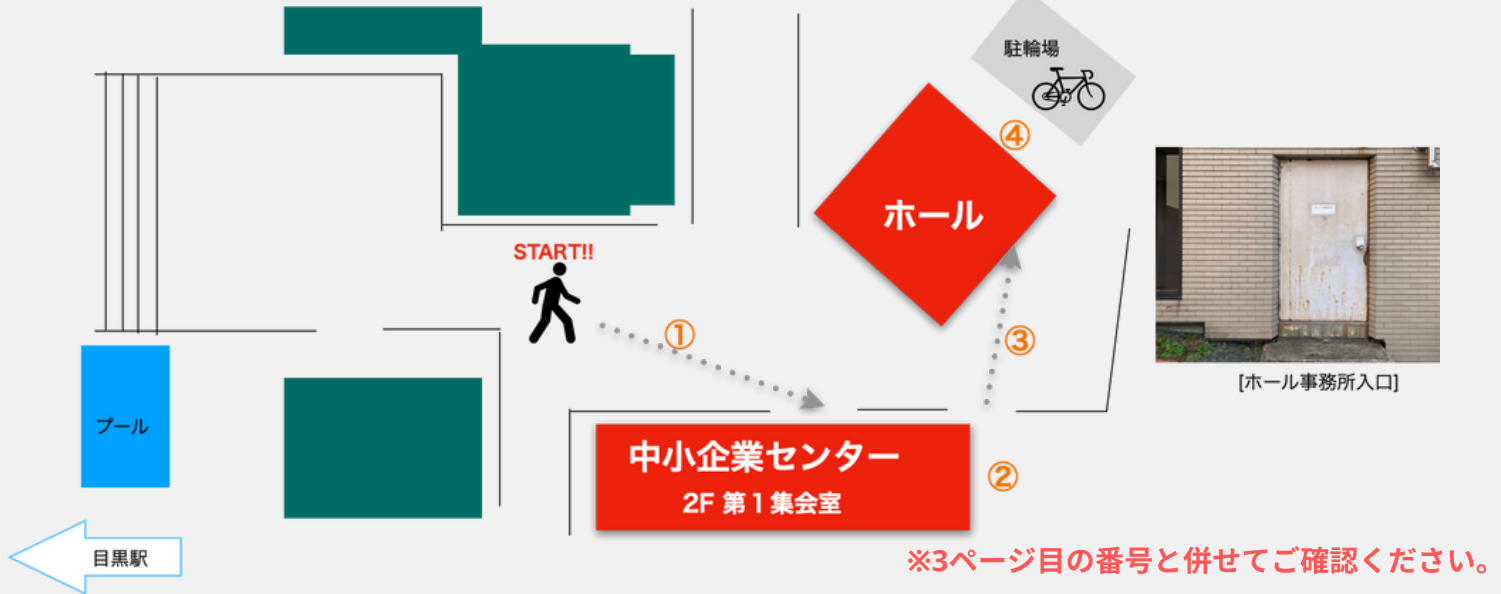 駐輪場
④
ホール
START!!
①
③
[ホール事務所入口]
プール
中小企業センター
2F 第1集会室
②
目黒駅
※3ページ目の番号と併せてご確認ください。